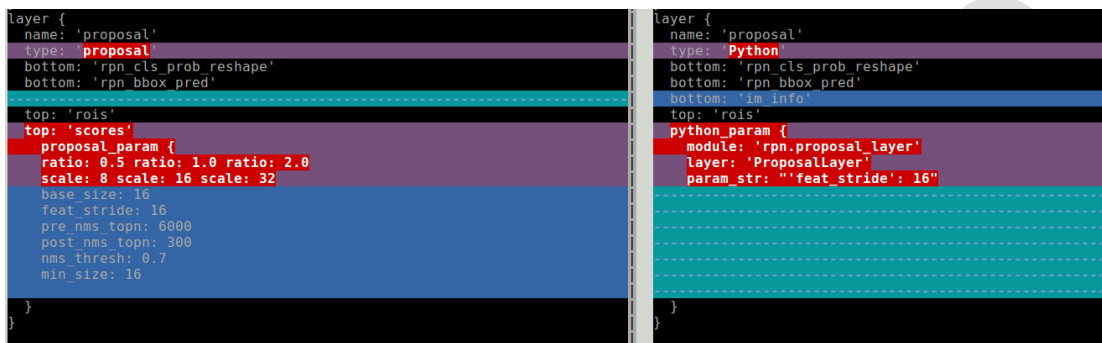 layer {
  name: 'proposal'
  type: 'proposal'
  bottom: 'rpn_cls_prob_reshape'
  bottom: 'rpn_bbox_pred'
  top: 'rois'
  top: 'scores'
    proposal_param {
    ratio: 0.5 ratio: 1.0 ratio: 2.0
    scale: 8 scale: 16 scale: 32
    base_size: 16
    feat_stride: 16
    pre_nms_topn: 6000
    post_nms_topn: 300
    nms_thresh: 0.7
    min_size: 16
  }
}
layer {
  name: 'proposal'
  type: 'Python'
  bottom: 'rpn_cls_prob_reshape'
  bottom: 'rpn_bbox_pred'
  bottom: 'im_info'
  top: 'rois'
  python_param {
    module: 'rpn.proposal_layer'
    layer: 'ProposalLayer'
    param_str: "'feat_stride': 16"
  }
}